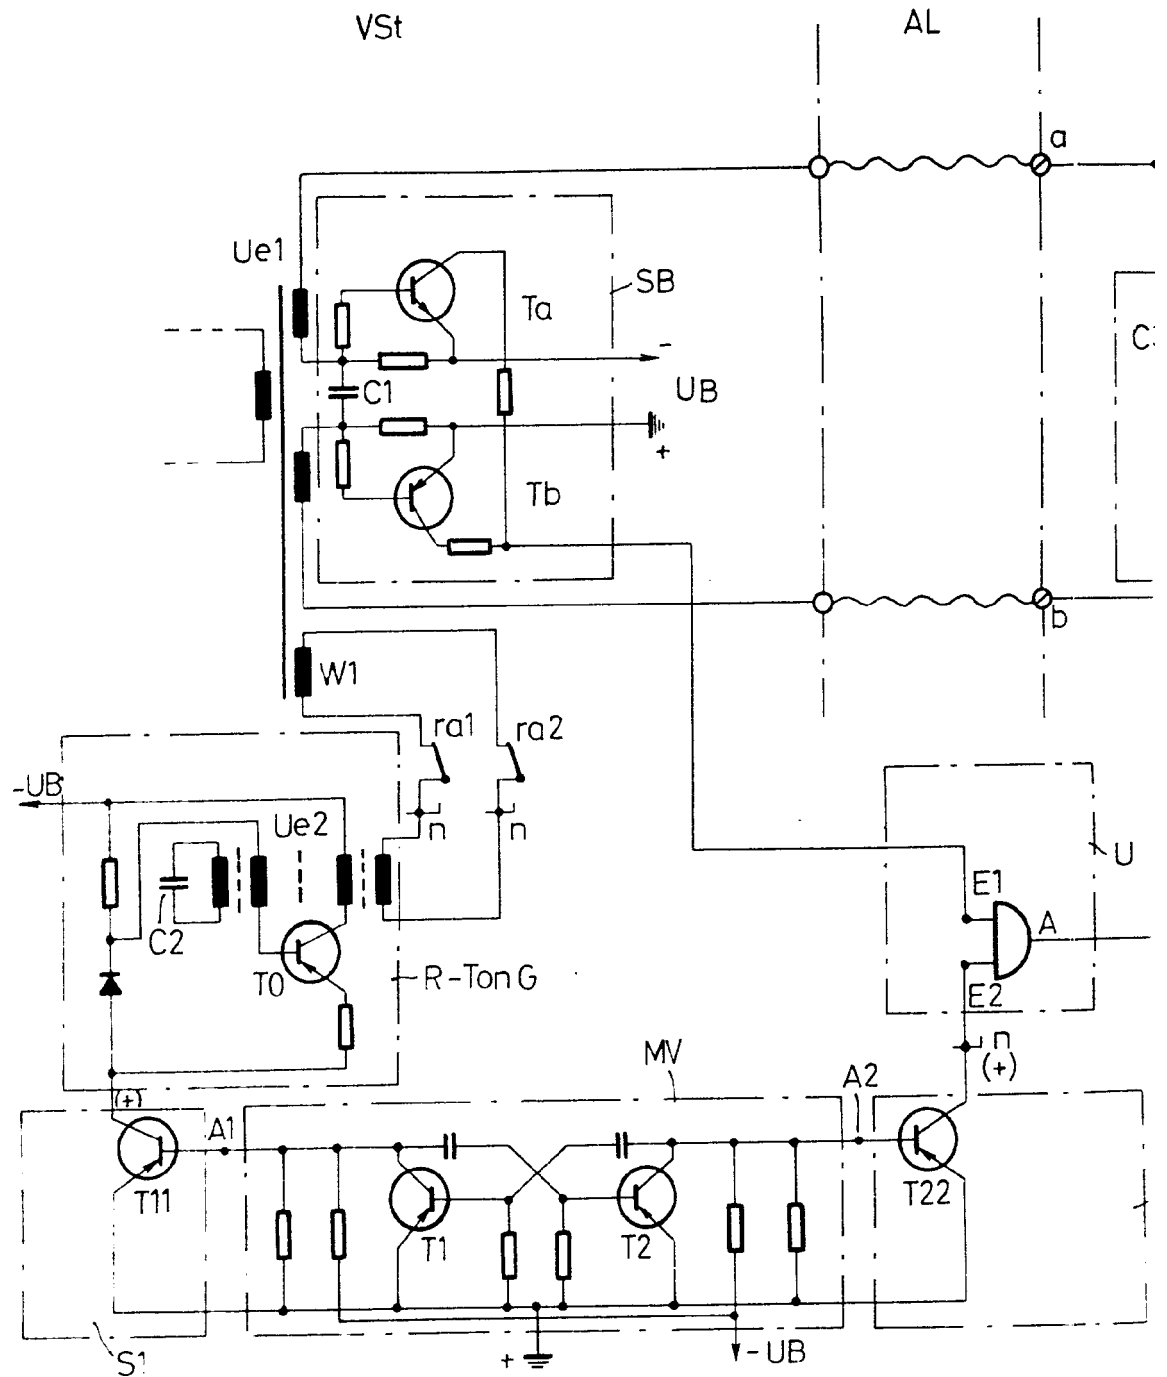 VSt
AL
a
Ue1
SB
Ta
-
C1
UB
+
Tb
b
W1
ra1
ra2
-UB
n
n
Ue2
U
E1
A
C2
T0
R-TonG
E2
n
(+)
MV
A2
(+)
A1
T11
T1
T2
T22
S1
+
-UB